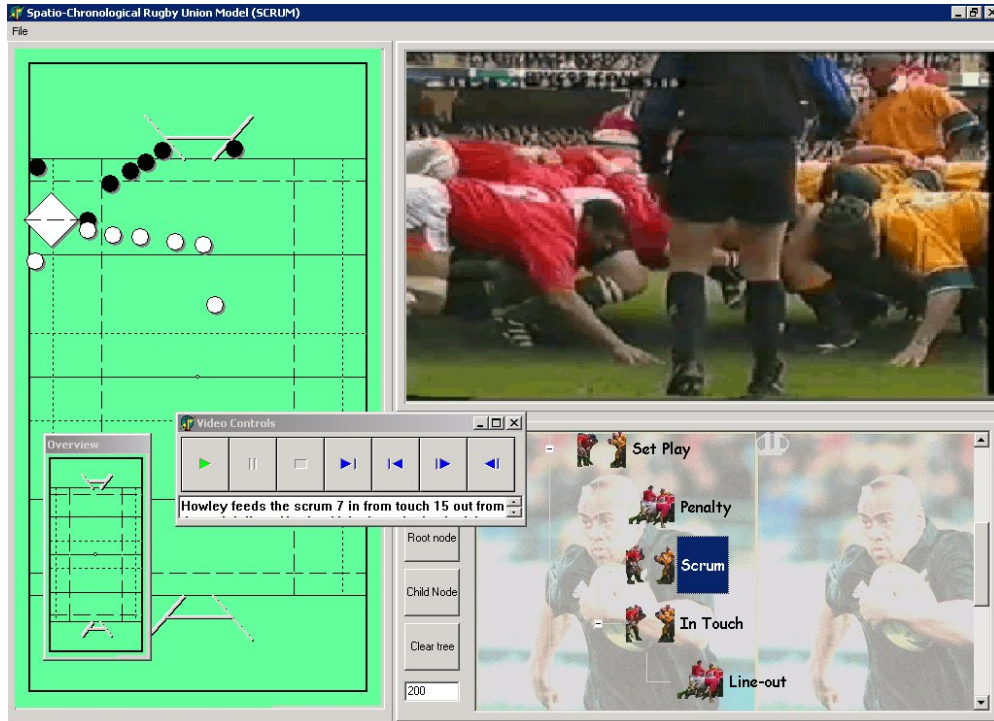 Spatio-Chronological Rugby Union Model (SCRUM)
File
Overview
Video Controls
Howley feeds the scrum 7 in from touch 15 out from
Set Play
Penalty
Scrum
In Touch
Line-out
Root node
Child Node
Clear tree
200